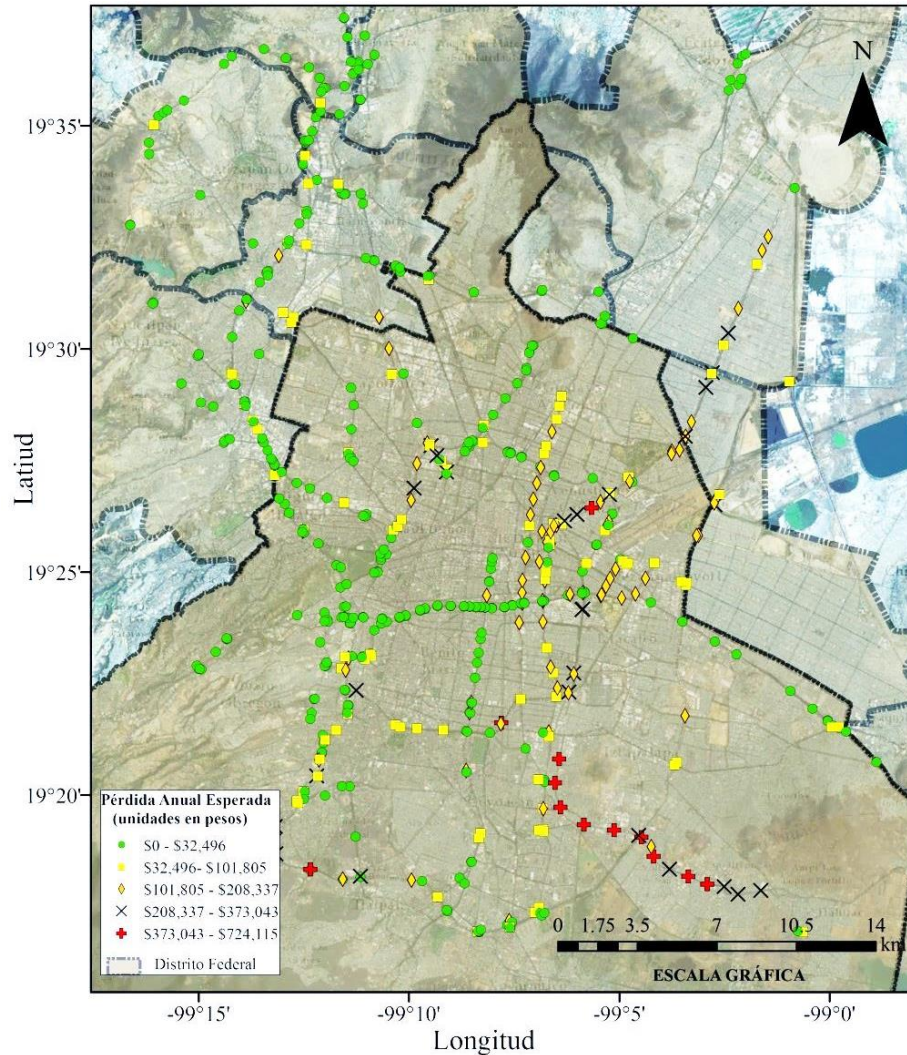 N
19°35'
19°30'
19°25'
19°20'
Latiud
Pérdida Anual Esperada
(unidades en pesos)
$0 - $32,496
$32,496- $101,805
$101,805 - $208,337
$208,337 - $373,043
$373,043 - $724,115
Distrito Federal
0 1.75 3.5 7 10.5 14
km
ESCALA GRÁFICA
-99°15' -99°10' -99°5' -99°0'
Longitud